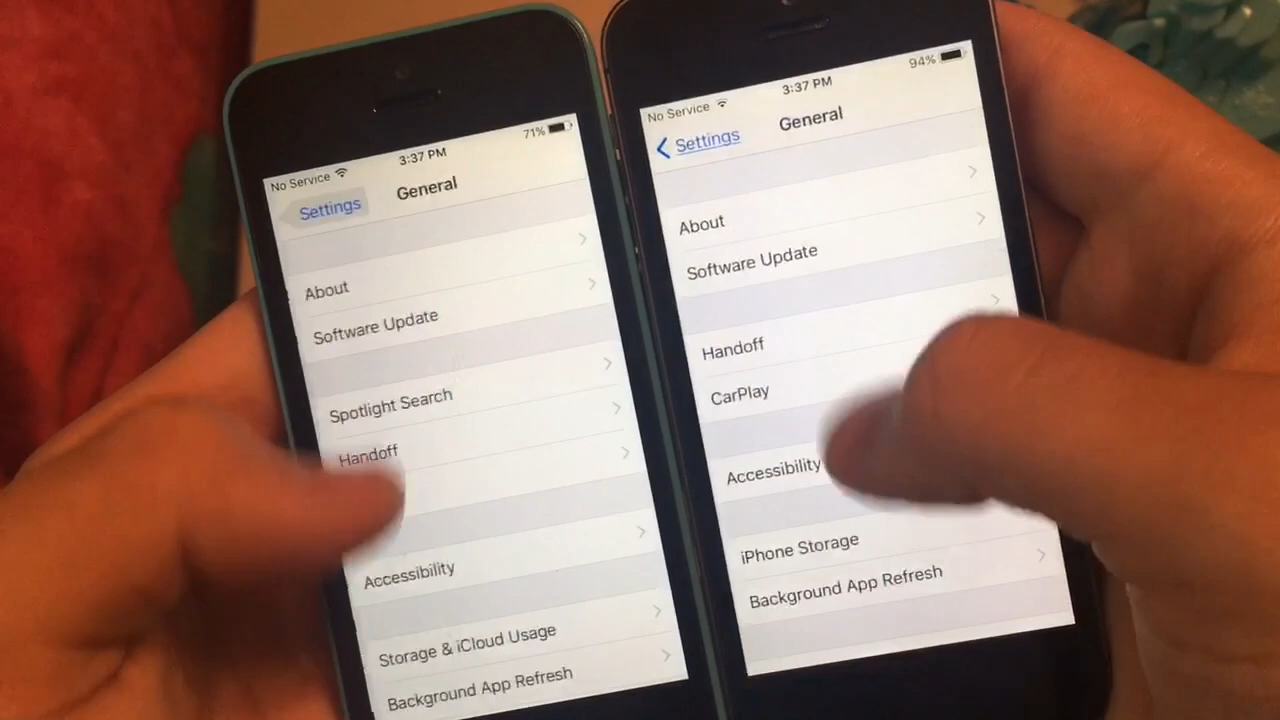 No Service
3:37 PM
71%
Settings
General
About
Software Update
Spotlight Search
Handoff
Accessibility
Storage & iCloud Usage
Background App Refresh
No Service
3:37 PM
94%
Settings
General
About
Software Update
Handoff
CarPlay
Accessibility
iPhone Storage
Background App Refresh